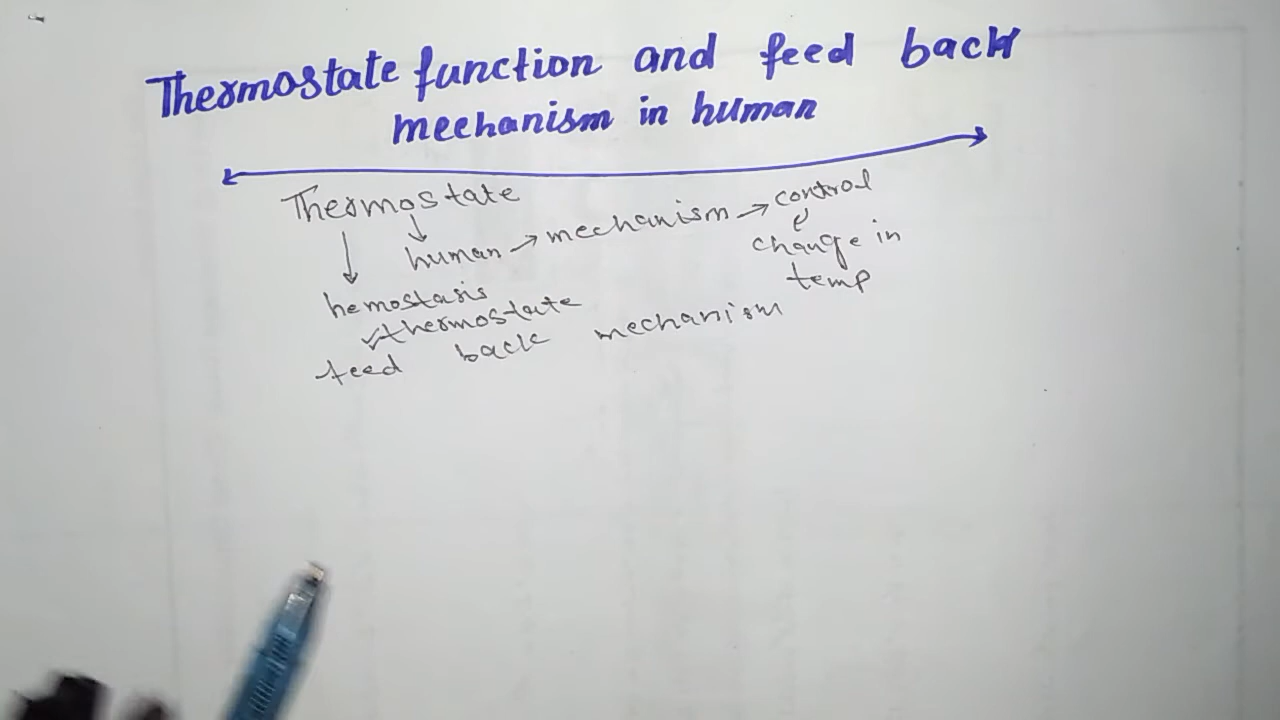 Thermostate function and feed back
mechanism in human
Thermostate
human → mechanism → control
change in
temp
hemostasis
thermostate
feed back mechanism